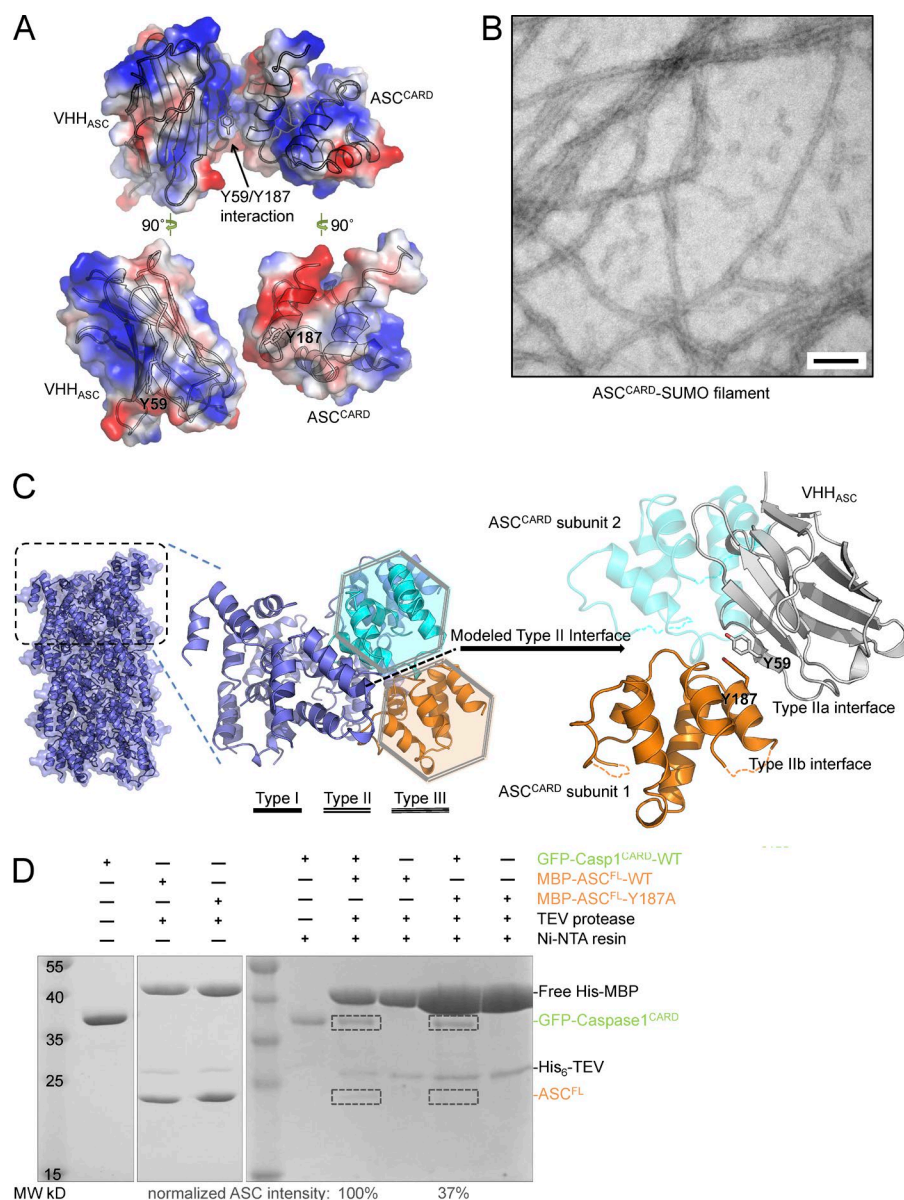 A
VHHASC
ASCCARD
Y59/Y187
interaction
90°
90°
Y187
VHHASC
Y59
ASCCARD
B
ASCCARD-SUMO filament
C
VHHASC
ASCCARD subunit 2
Modeled Type II Interface
Y59
Y187
Type IIa interface
Type IIb interface
ASCCARD subunit 1
Type I Type II Type III
D
+ — — + + — + — GFP-Casp1CARD-WT
— + — — + + — — MBP-ASCFL-WT
— — + — — — + + MBP-ASCFL-Y187A
— + + — + + + + TEV protease
— — — + + + + + Ni-NTA resin
55
40
35
25
15
-Free His-MBP
-GFP-Caspase1CARD
-His6-TEV
-ASCFL
MW kD normalized ASC intensity: 100% 37%